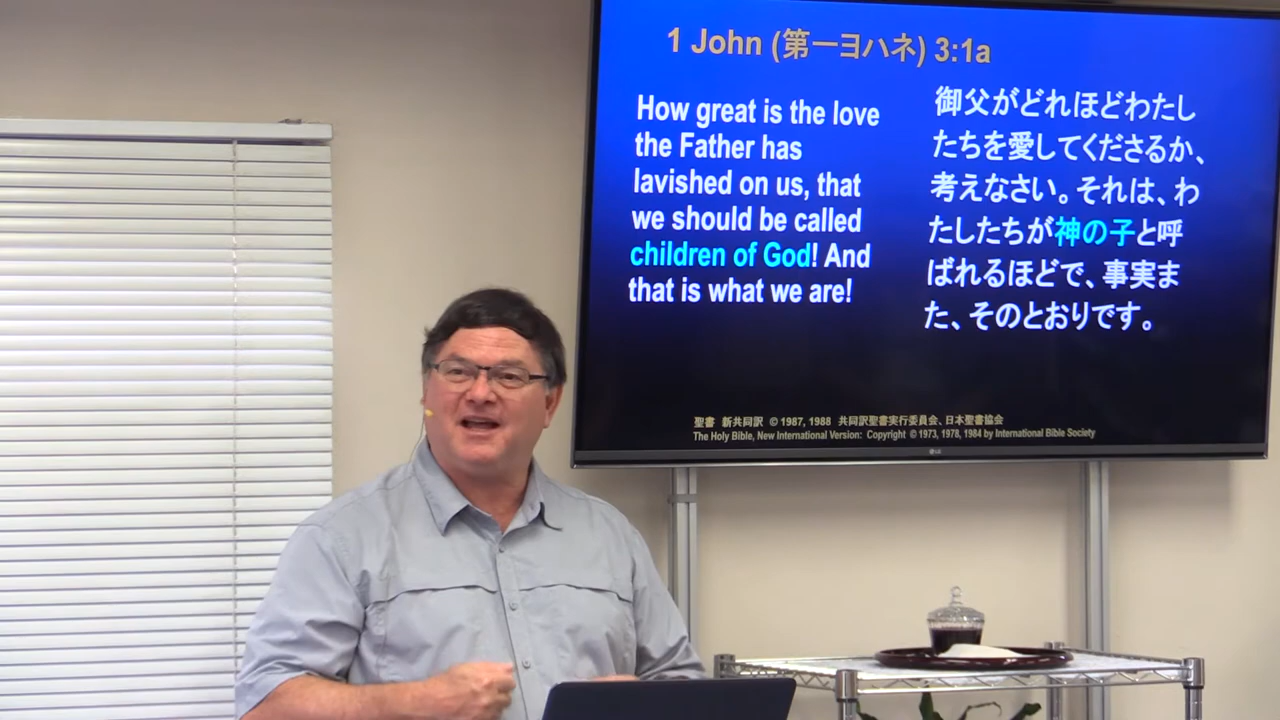 1 John (第一ヨハネ) 3:1a
How great is the love
the Father has
lavished on us, that
we should be called
children of God! And
that is what we are!
御父がどれほどわたし
たちを愛してくださるか、
考えなさい。それは、わ
たしたちが神の子と呼
ばれるほどで、事実ま
た、そのとおりです。
聖書 新共同訳 © 1987, 1988 共同訳聖書実行委員会、日本聖書協会
The Holy Bible, New International Version: Copyright © 1973, 1978, 1984 by International Bible Society
LG